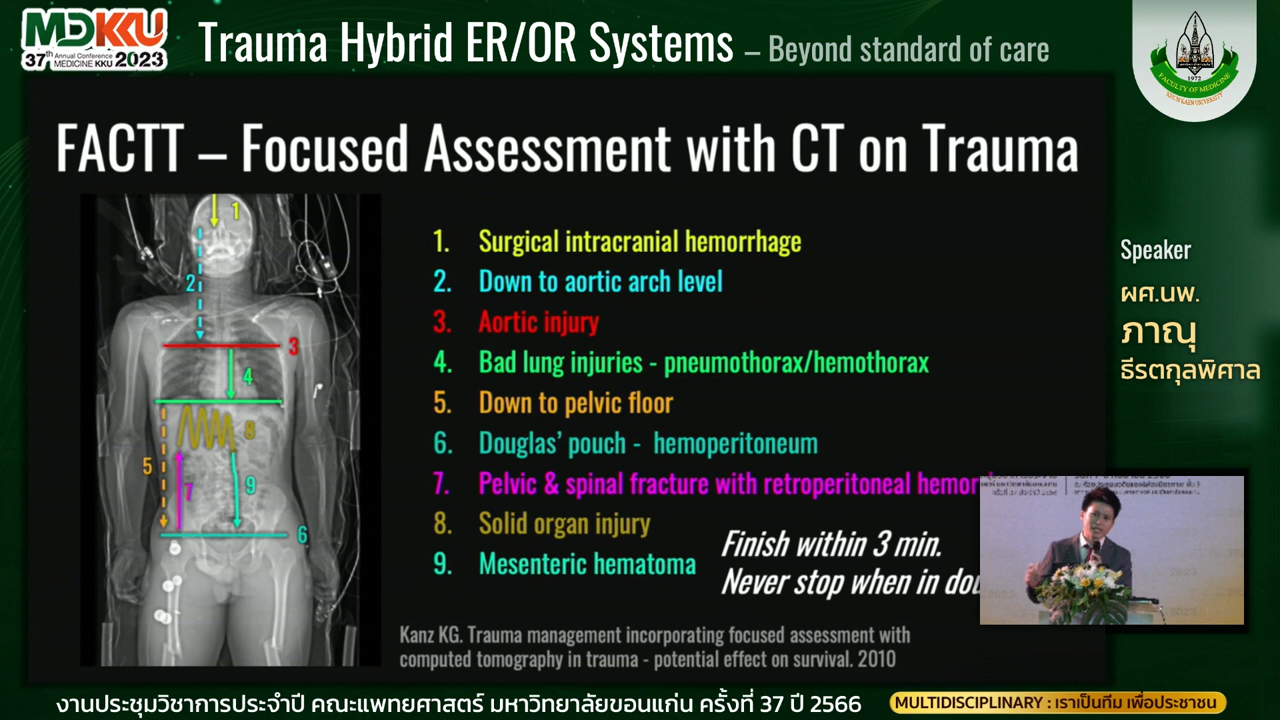 MDKKU
37th Annual Conference
MEDICINE KKU 2023
Trauma Hybrid ER/OR Systems – Beyond standard of care
1972
FACULTY OF MEDICINE
KHON KAEN UNIVERSITY
FACTT – Focused Assessment with CT on Trauma
1
2
3
4
5
6
7
8
9
1. Surgical intracranial hemorrhage
2. Down to aortic arch level
3. Aortic injury
4. Bad lung injuries - pneumothorax/hemothorax
5. Down to pelvic floor
6. Douglas' pouch - hemoperitoneum
7. Pelvic & spinal fracture with retroperitoneal hemor
8. Solid organ injury
9. Mesenteric hematoma
Finish within 3 min.
Never stop when in dou
Kanz KG. Trauma management incorporating focused assessment with
computed tomography in trauma - potential effect on survival. 2010
Speaker
ผศ.นพ.
ภาณุ
ธีรตกุลพิศาล
งานประชุมวิชาการประจำปี คณะแพทยศาสตร์ มหาวิทยาลัยขอนแก่น ครั้งที่ 37 ปี 2566
MULTIDISCIPLINARY : เราเป็นทีม เพื่อประชาชน